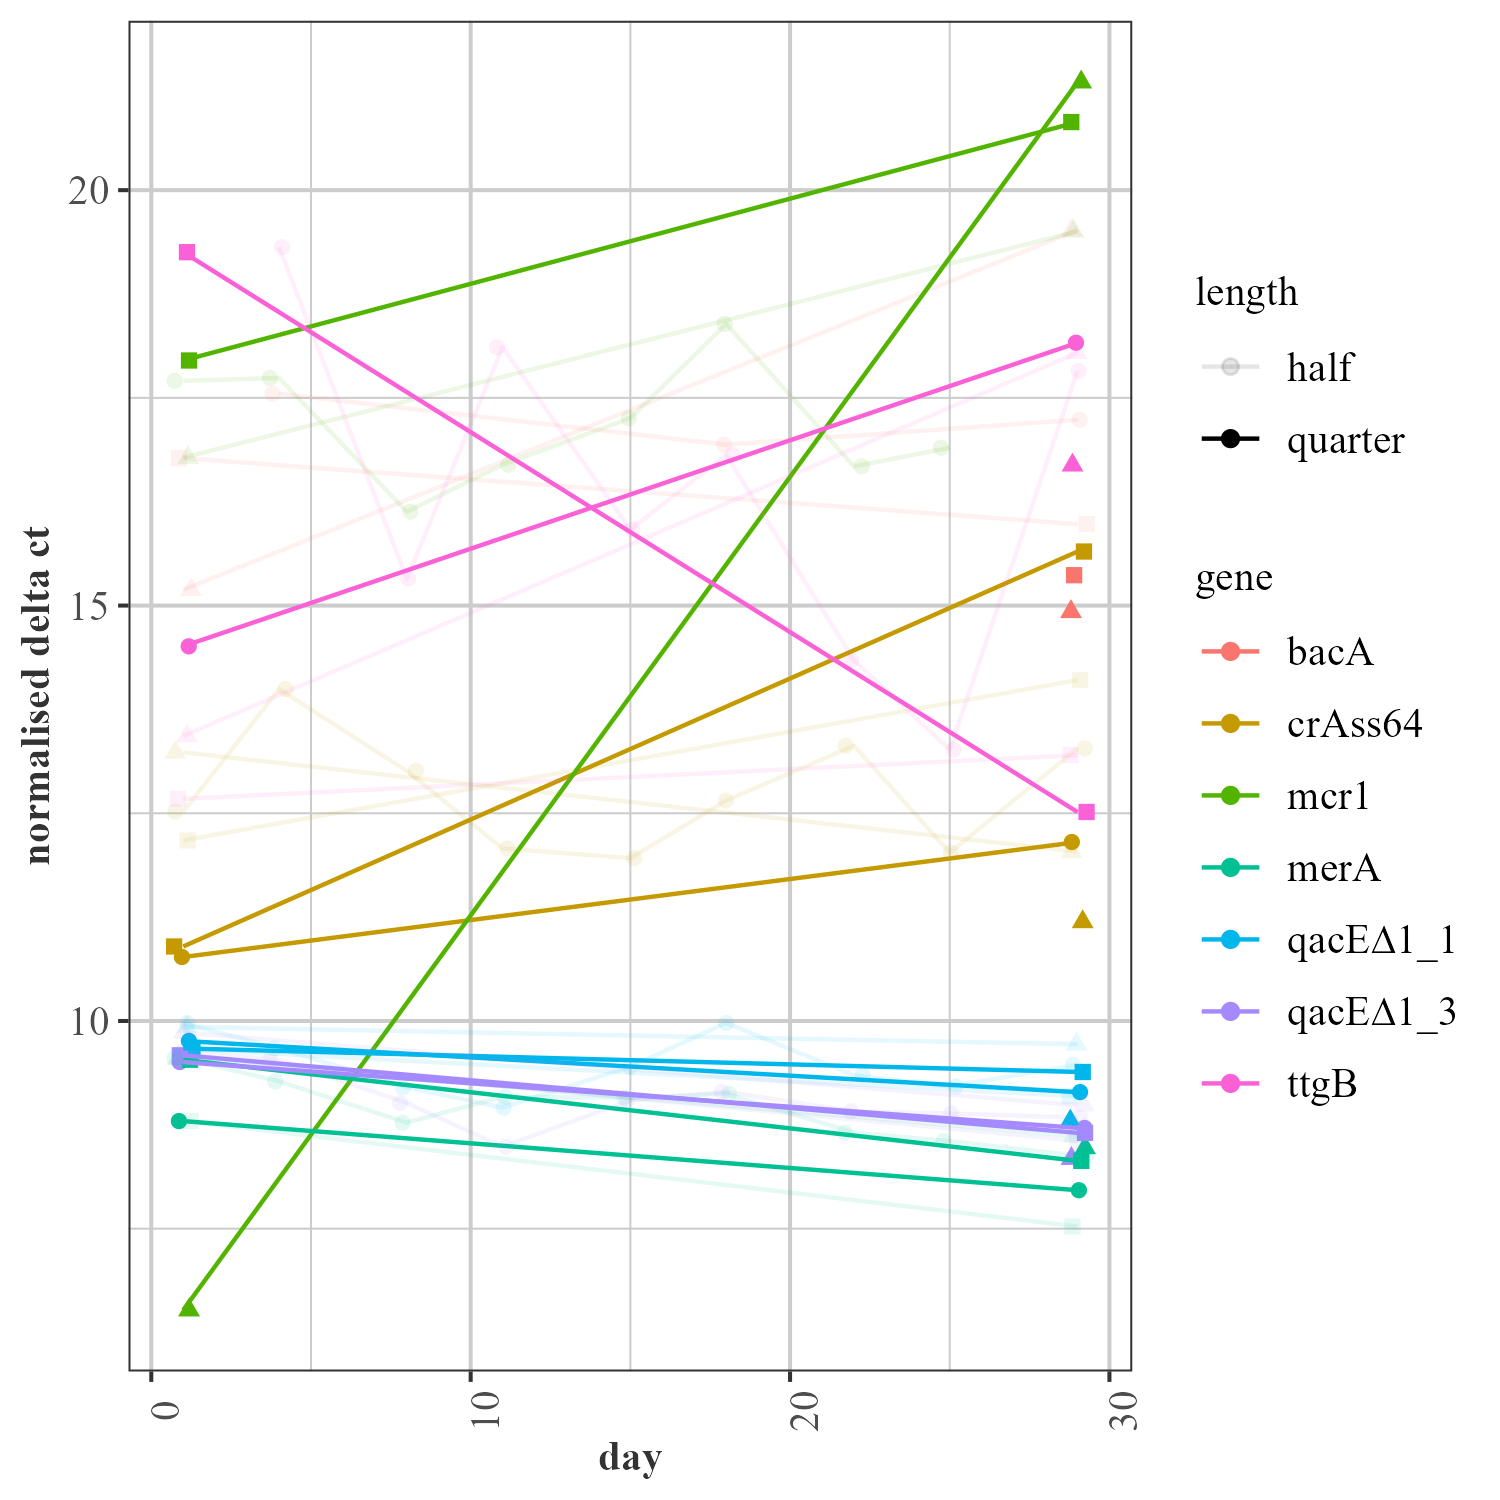 normalised delta ct
20
15
10
0
10
20
30
day
length
half
quarter
gene
bacA
crAss64
mcr1
merA
qacEΔ1_1
qacEΔ1_3
ttgB